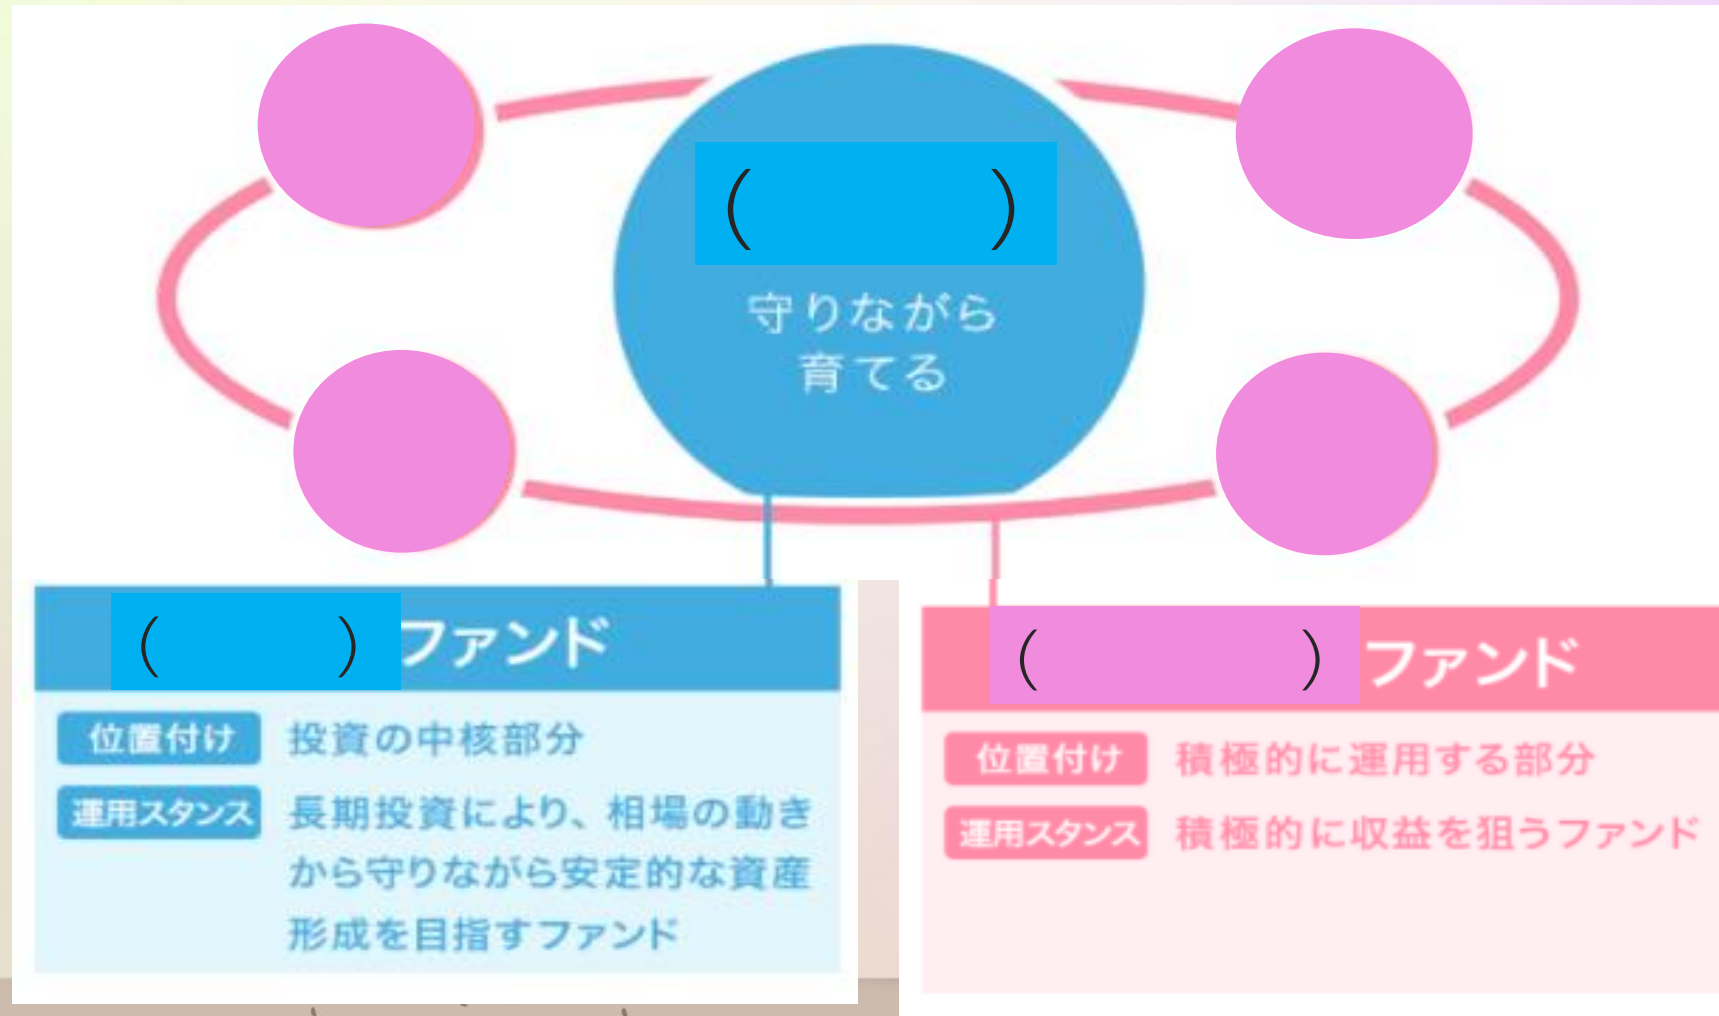 (　　　)
守りながら
育てる
(　　　)ファンド
位置付け 投資の中核部分
運用スタンス 長期投資により、相場の動き
から守りながら安定的な資産
形成を目指すファンド
(　　　)ファンド
位置付け 積極的に運用する部分
運用スタンス 積極的に収益を狙うファンド